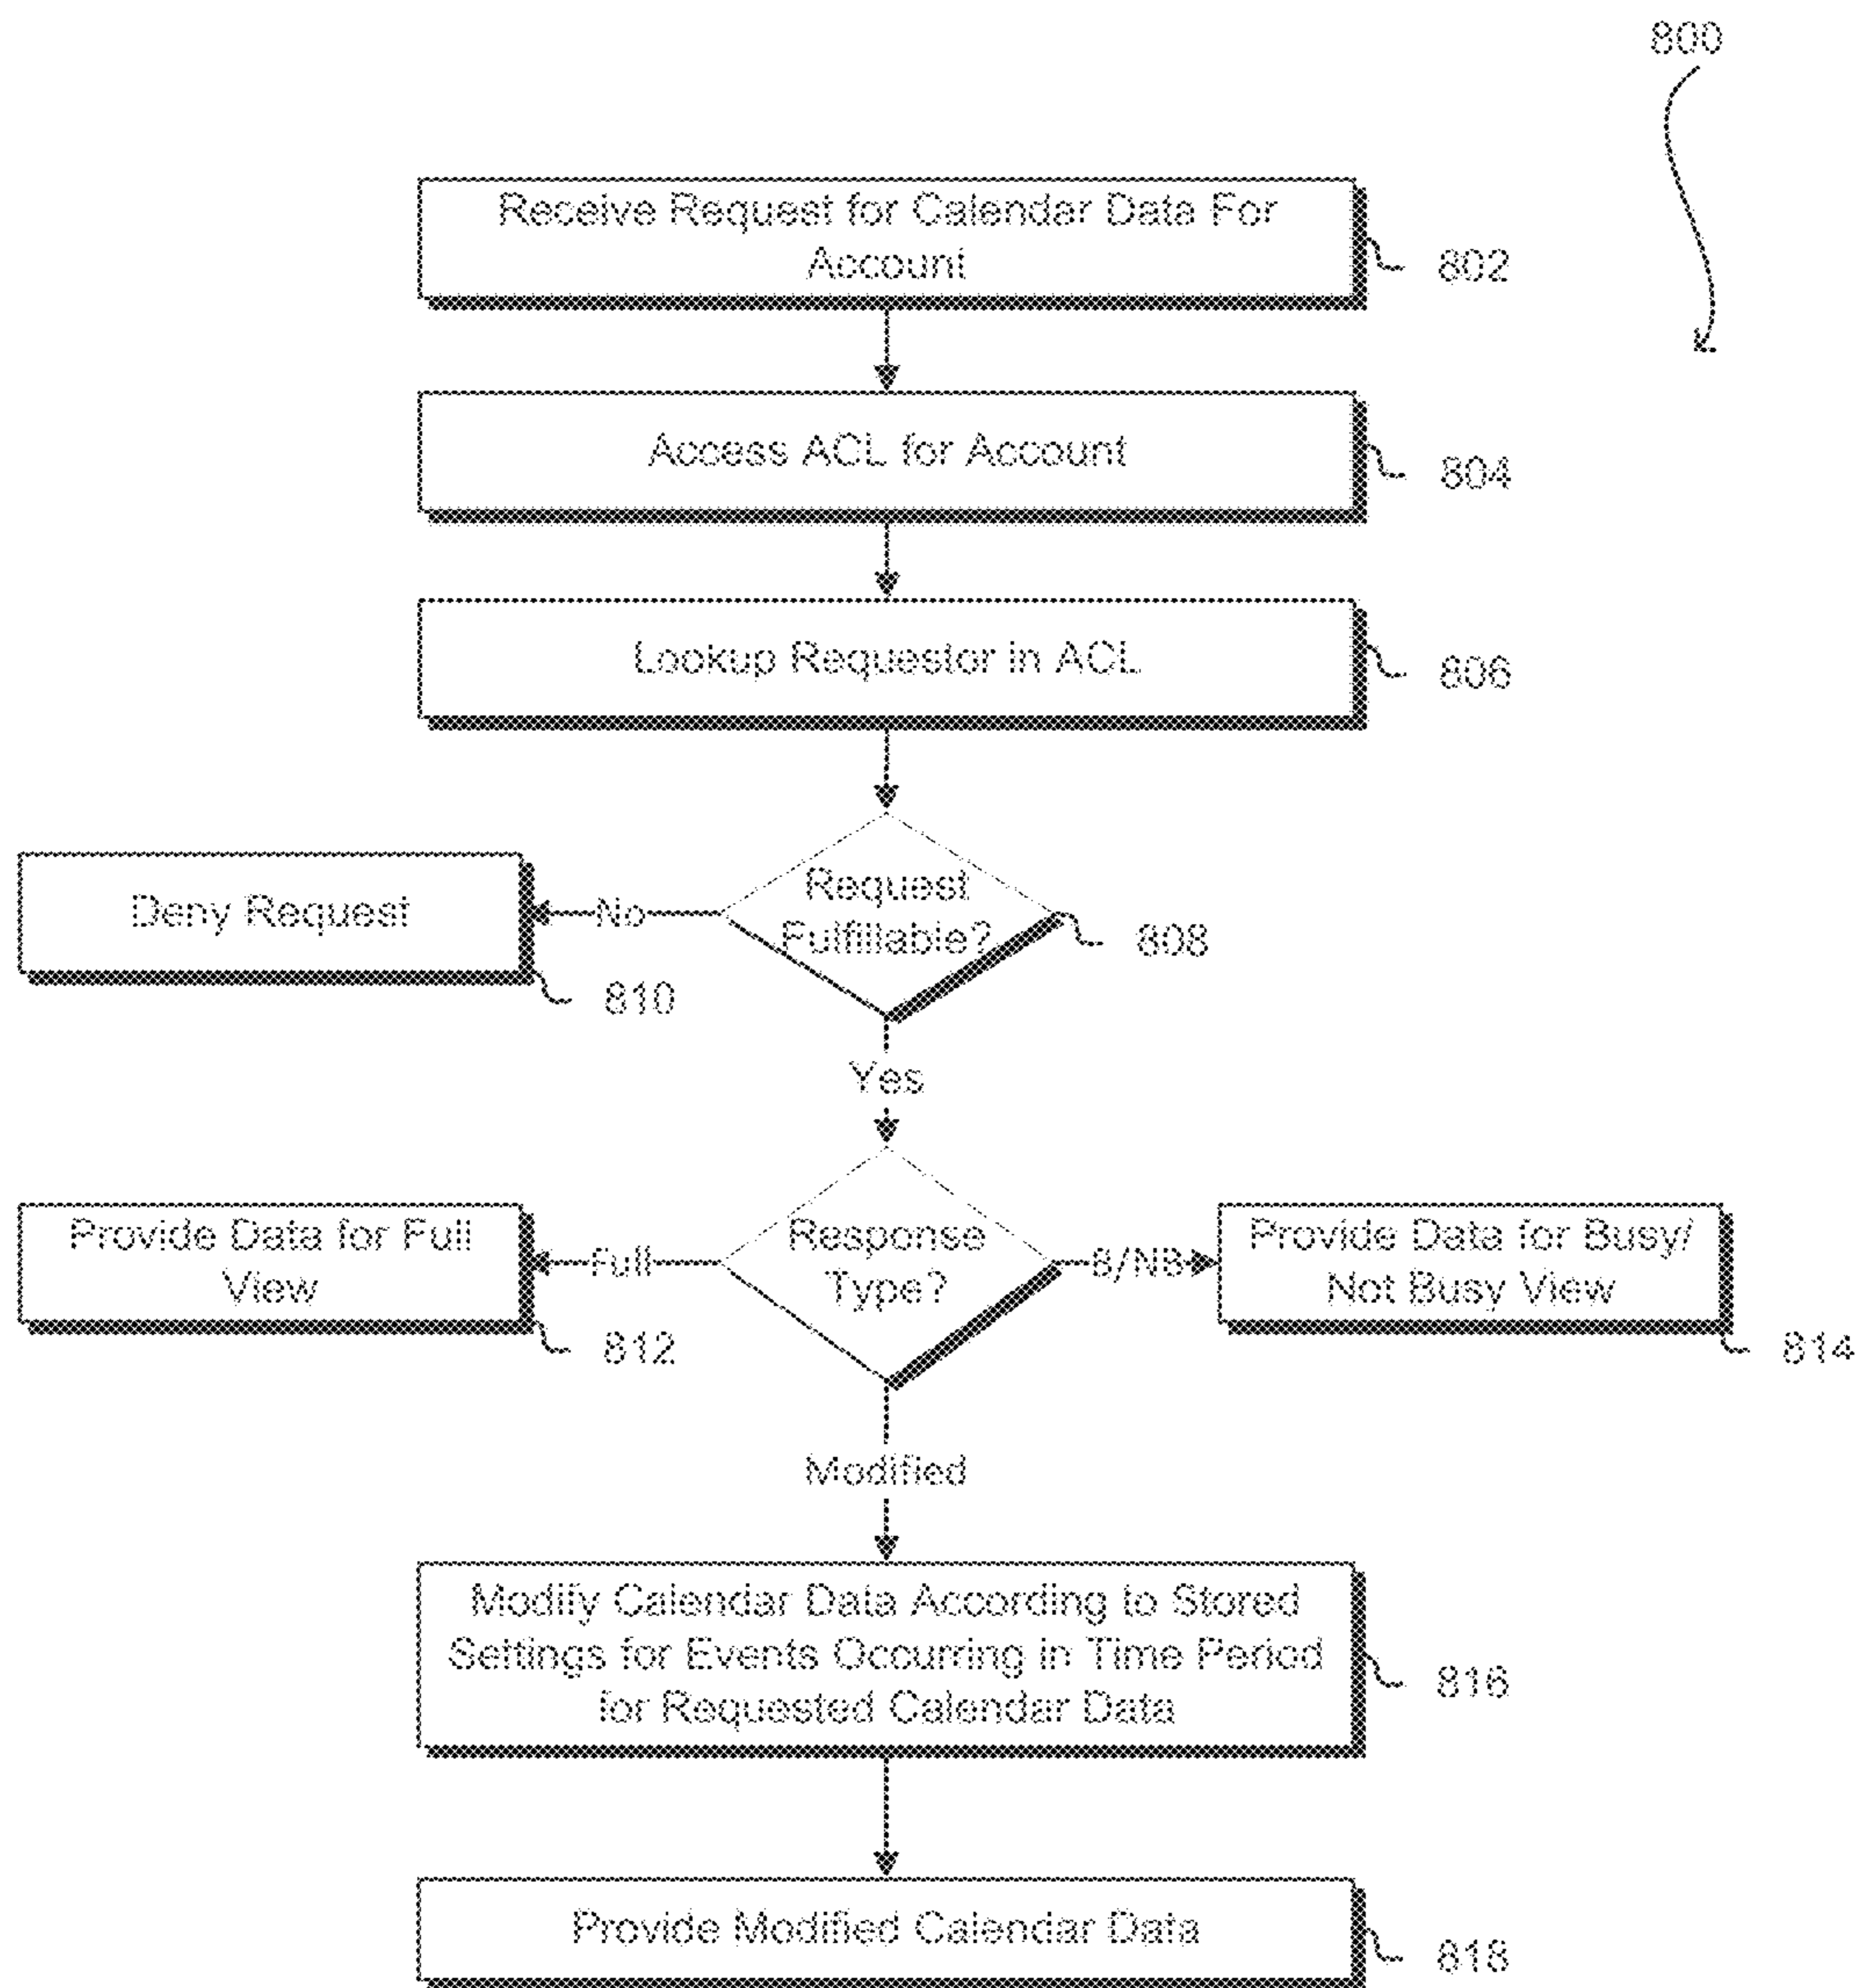 800
Receive Request for Calendar Data For
Account
802
Access ACL for Account
804
Lookup Requestor in ACL
806
Request
Fulfillable?
808
No
Deny Request
810
Yes
Response
Type?
Full
Provide Data for Full
View
812
B/NB
Provide Data for Busy/
Not Busy View
814
Modified
Modify Calendar Data According to Stored
Settings for Events Occurring in Time Period
for Requested Calendar Data
816
Provide Modified Calendar Data
818